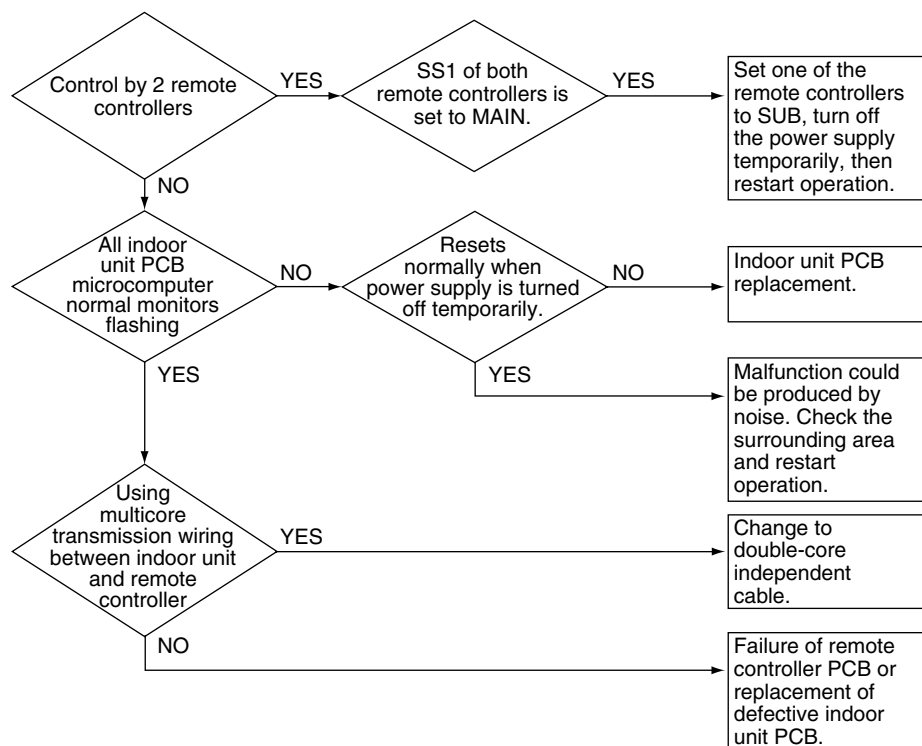 Control by 2 remote
controllers
YES
SS1 of both
remote controllers is
set to MAIN.
YES
Set one of the
remote controllers
to SUB, turn off
the power supply
temporarily, then
restart operation.
NO
All indoor
unit PCB
microcomputer
normal monitors
flashing
NO
Resets
normally when
power supply is turned
off temporarily.
NO
Indoor unit PCB
replacement.
YES
YES
Malfunction could
be produced by
noise. Check the
surrounding area
and restart
operation.
Using
multicore
transmission wiring
between indoor unit
and remote
controller
YES
Change to
double-core
independent
cable.
NO
Failure of remote
controller PCB or
replacement of
defective indoor
unit PCB.